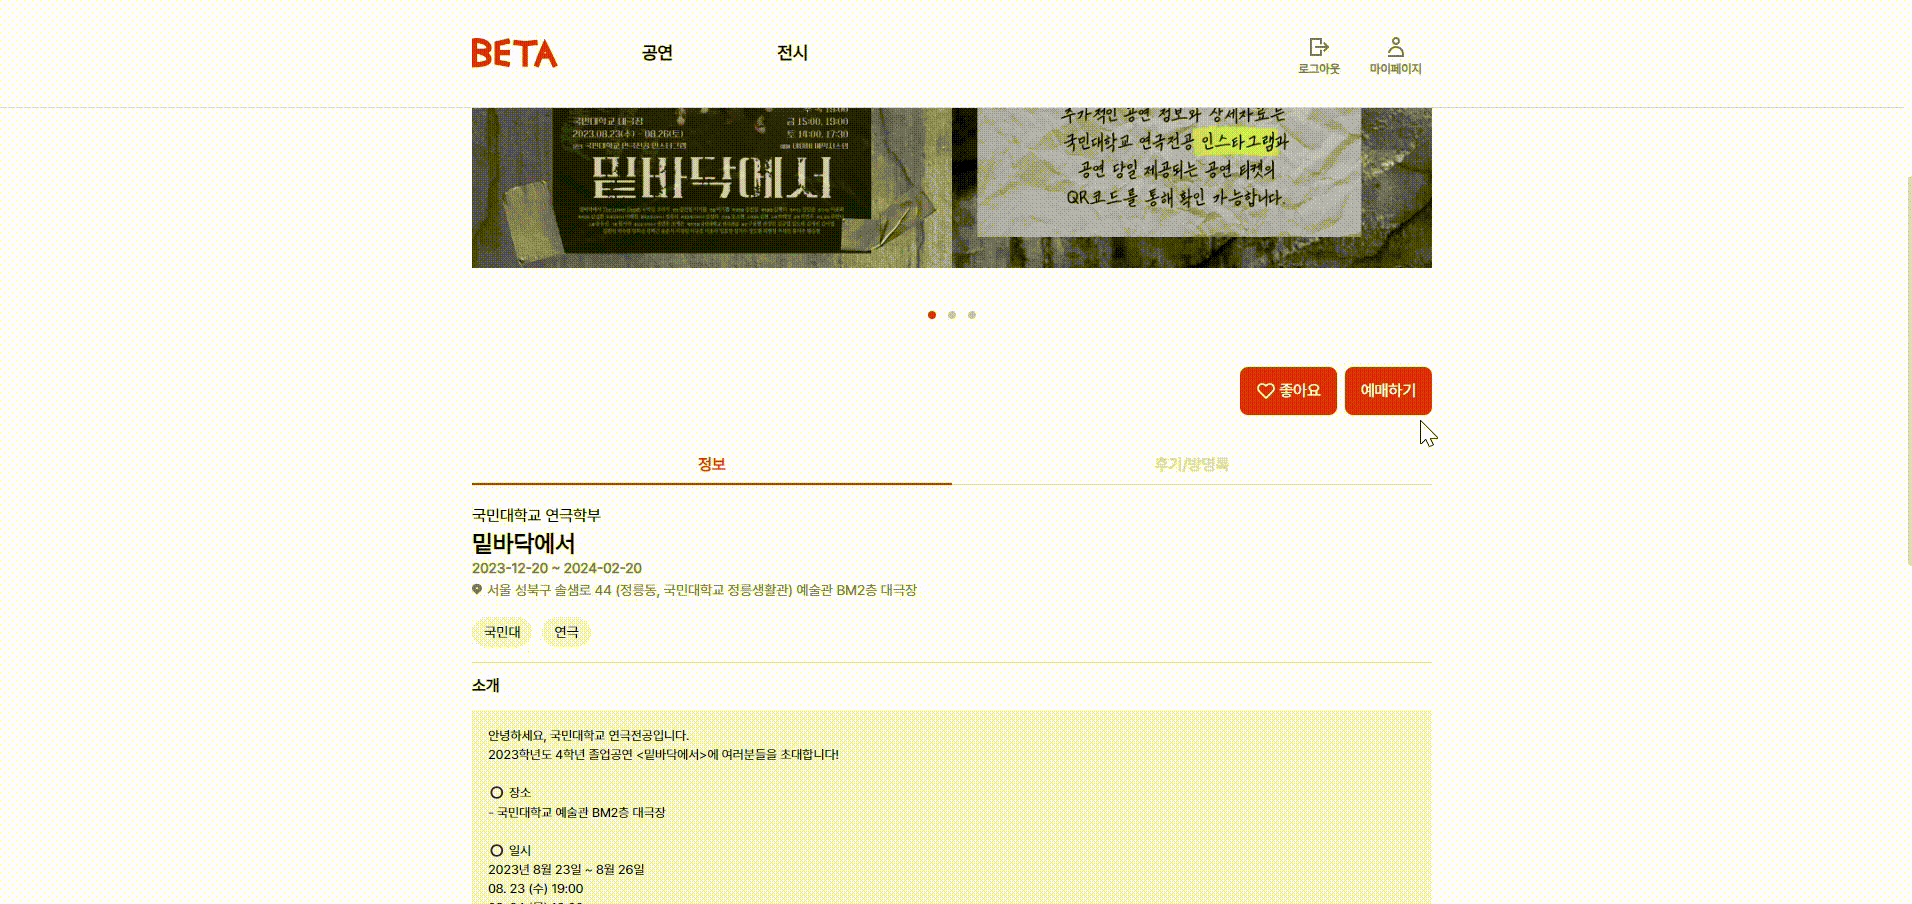 BETA
공연
전시
로그아웃
마이페이지
국민대학교 대극장
2023.08.23(수) - 08.26(토)
금 15:00, 19:00
토 14:00, 17:30
밑바닥에서
추가적인 공연 정보와 상세자료는
국민대학교 연극전공 인스타그램과
공연 당일 제공되는 공연 티켓의
QR코드를 통해 확인 가능합니다.
좋아요
예매하기
정보
후기/방명록
국민대학교 연극학부
밑바닥에서
2023-12-20 ~ 2024-02-20
서울 성북구 솔샘로 44 (정릉동, 국민대학교 정릉생활관) 예술관 BM2층 대극장
국민대
연극
소개
안녕하세요, 국민대학교 연극전공입니다.
2023학년도 4학년 졸업공연 <밑바닥에서>에 여러분들을 초대합니다!
⭕ 장소
- 국민대학교 예술관 BM2층 대극장
⭕ 일시
2023년 8월 23일 ~ 8월 26일
08. 23 (수) 19:00